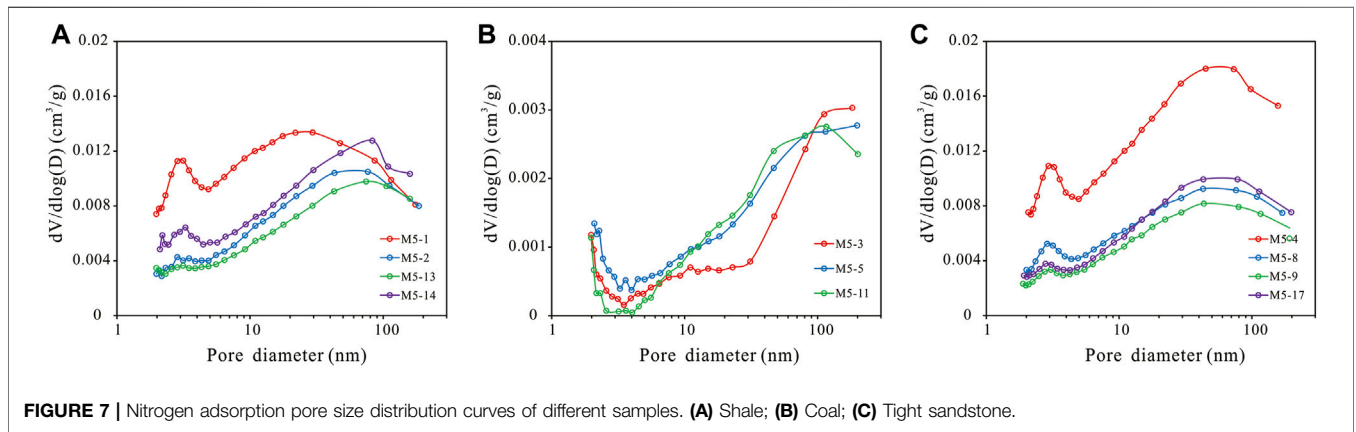 A
dV/dlog(D) (cm³/g)
0.02
0.016
0.012
0.008
0.004
0
1
10
100
Pore diameter (nm)
M5-1
M5-2
M5-13
M5-14
B
dV/dlog(D) (cm³/g)
0.004
0.003
0.002
0.001
0
1
10
100
Pore diameter (nm)
M5-3
M5-5
M5-11
C
dV/dlog(D) (cm³/g)
0.02
0.016
0.012
0.008
0.004
0
1
10
100
Pore diameter (nm)
M5-4
M5-8
M5-9
M5-17
FIGURE 7 | Nitrogen adsorption pore size distribution curves of different samples. (A) Shale; (B) Coal; (C) Tight sandstone.